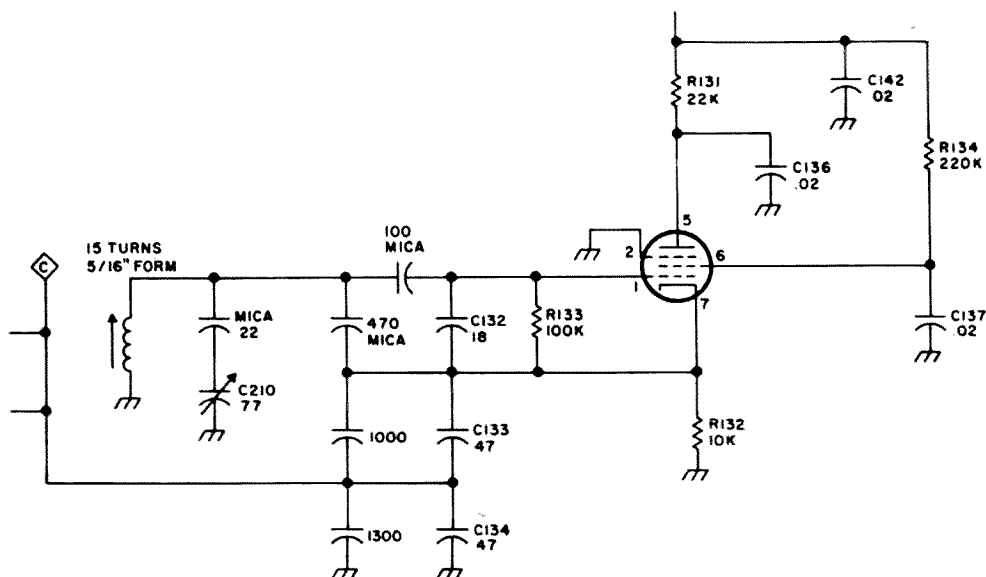 R131
22K
C142
.02
R134
220K
C136
.02
5
100
MICA
2
6
15 TURNS
5/16" FORM
C
1
7
MICA
22
470
MICA
C132
18
R133
100K
C137
.02
C210
77
1000
C133
47
R132
10K
1300
C134
47